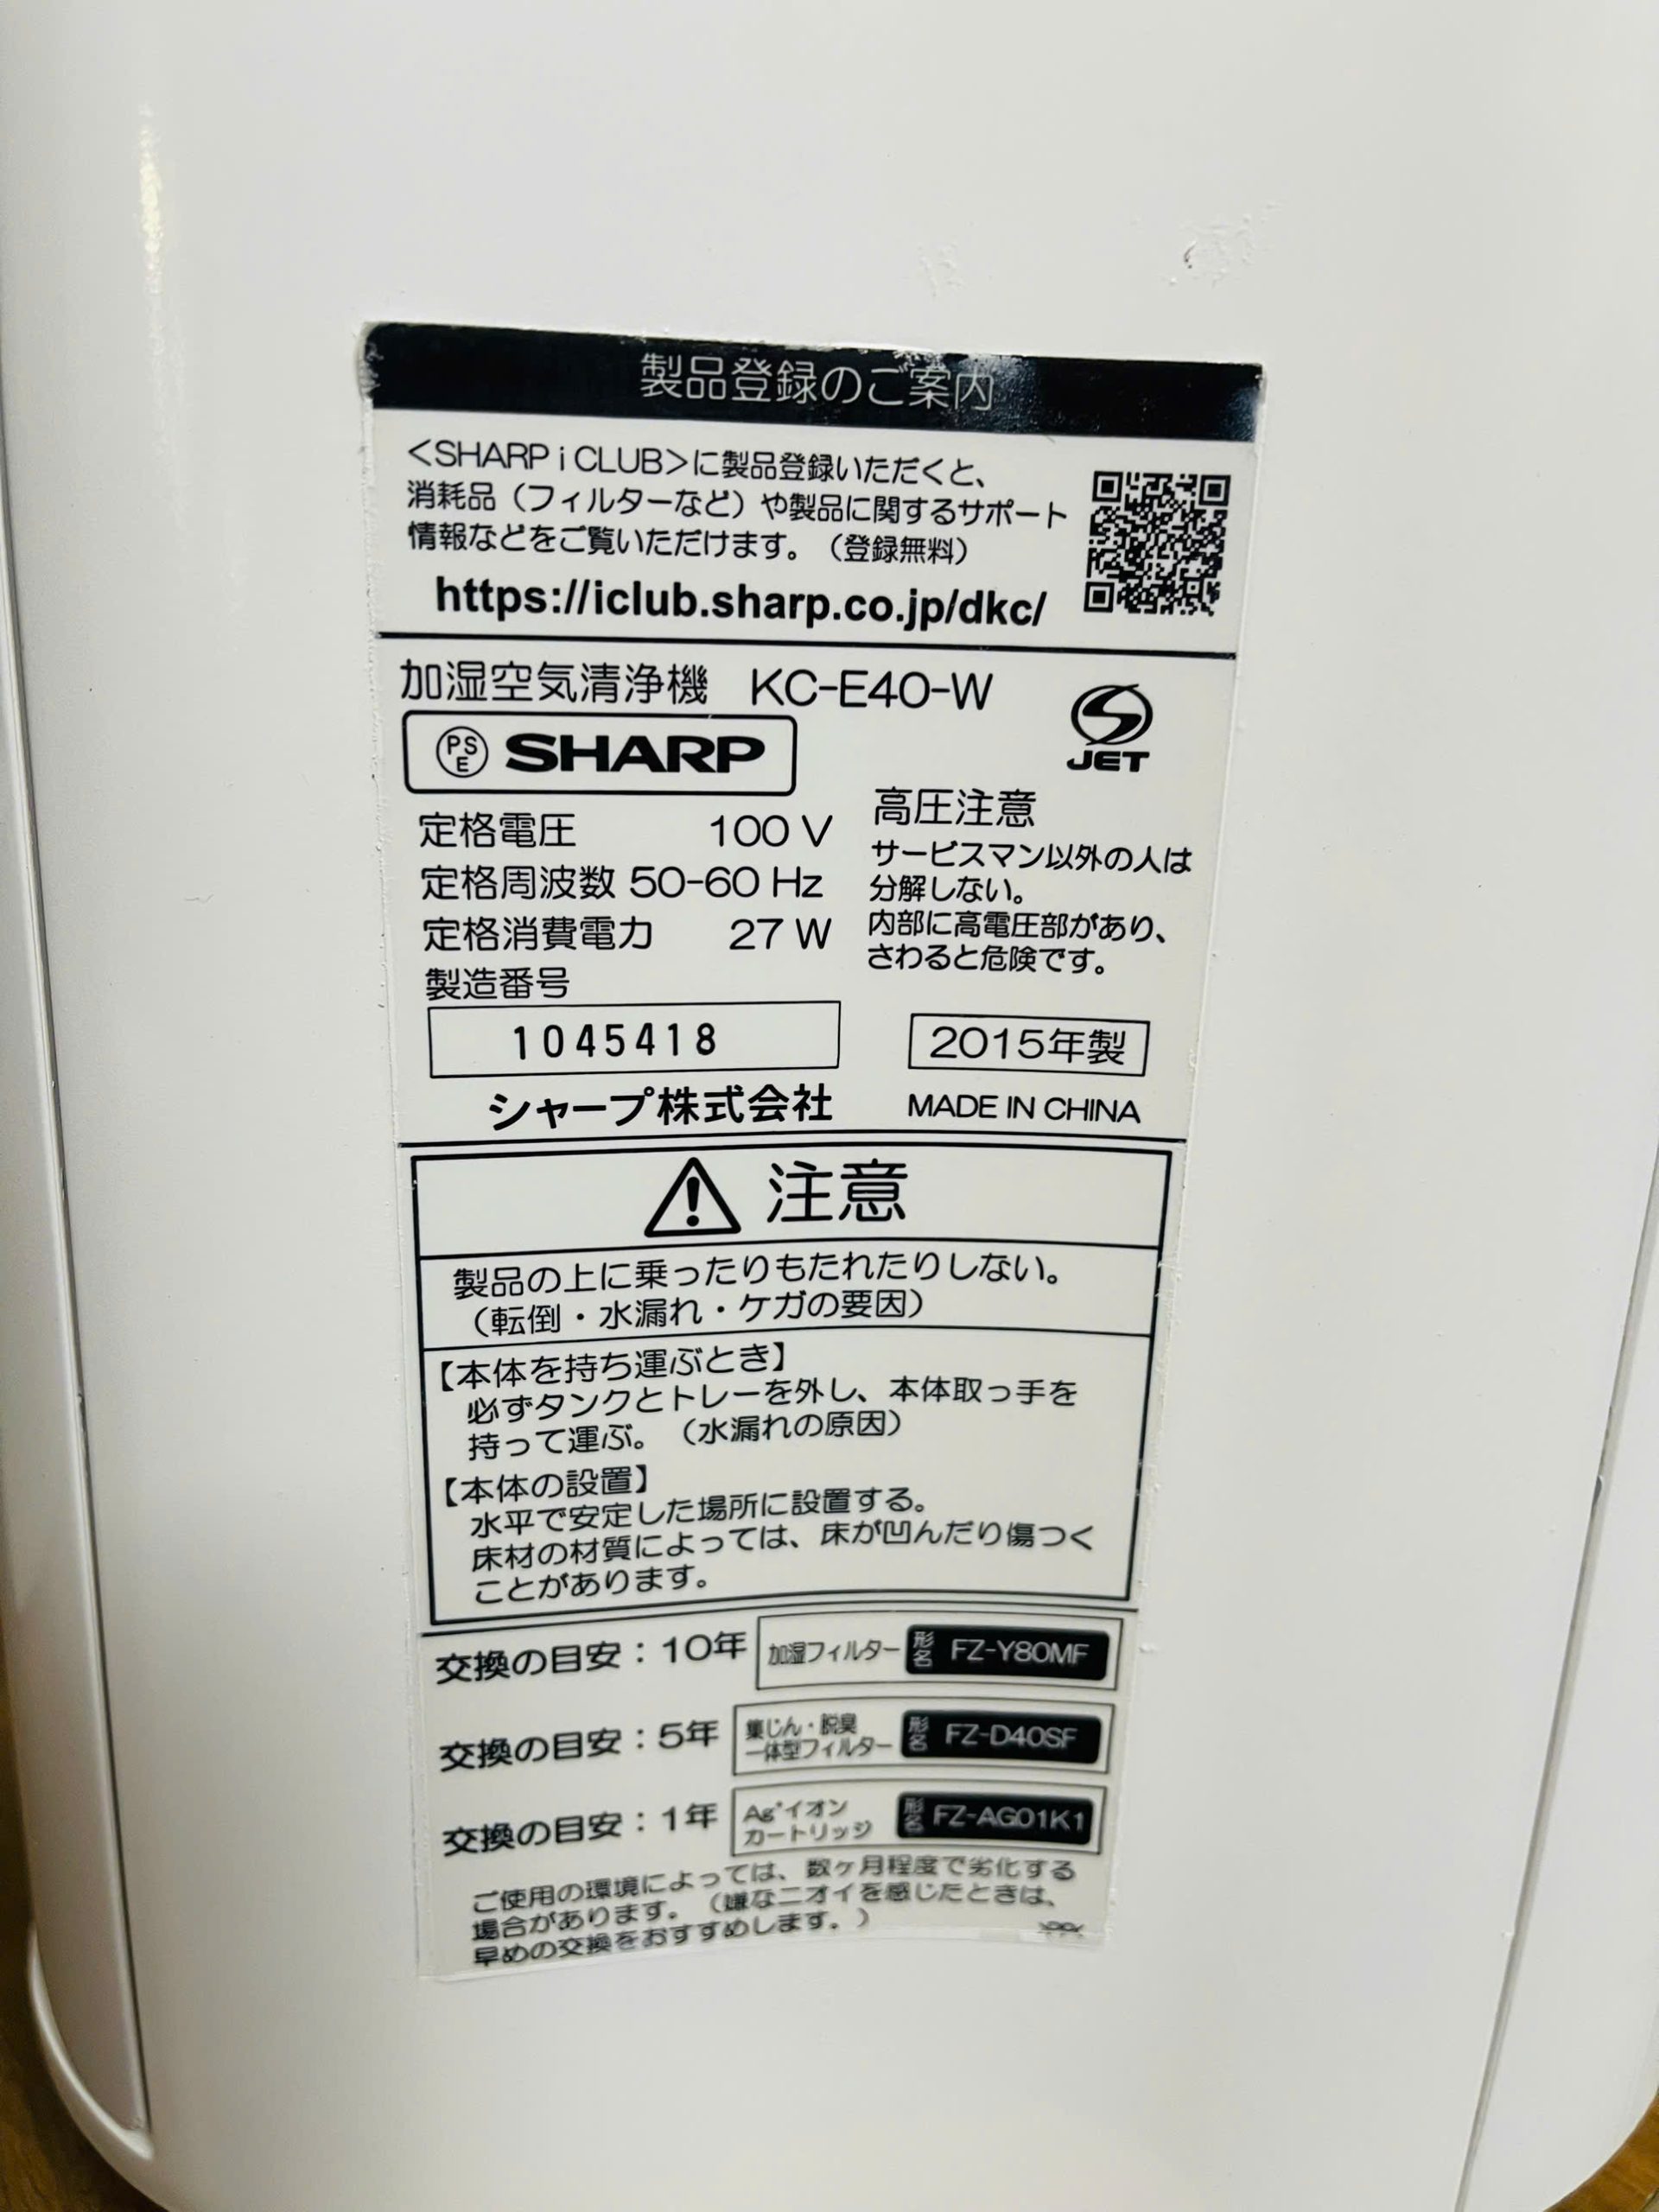 製品登録のご案内
<SHARP i CLUB>に製品登録いただくと、
消耗品（フィルターなど）や製品に関するサポート
情報などをご覧いただけます。（登録無料）
https://iclub.sharp.co.jp/dkc/
加湿空気清浄機 KC-E40-W
PSE SHARP
JET
定格電圧 100 V
定格周波数 50-60 Hz
定格消費電力 27 W
製造番号
1045418
シャープ株式会社
高圧注意
サービスマン以外の人は
分解しない。
内部に高電圧部があり、
さわると危険です。
2015年製
MADE IN CHINA
注意
製品の上に乗ったりもたれたりしない。
（転倒・水漏れ・ケガの要因）
【本体を持ち運ぶとき】
必ずタンクとトレーを外し、本体取っ手を
持って運ぶ。（水漏れの原因）
【本体の設置】
水平で安定した場所に設置する。
床材の材質によっては、床が凹んだり傷つく
ことがあります。
交換の目安：10年 加湿フィルター 形名 FZ-Y80MF
交換の目安：5年 集じん・脱臭一体型フィルター 形名 FZ-D40SF
交換の目安：1年 Ag⁺イオンカートリッジ 形名 FZ-AG01K1
ご使用の環境によっては、数ヶ月程度で劣化する
場合があります。（嫌なニオイを感じたときは、
早めの交換をおすすめします。）